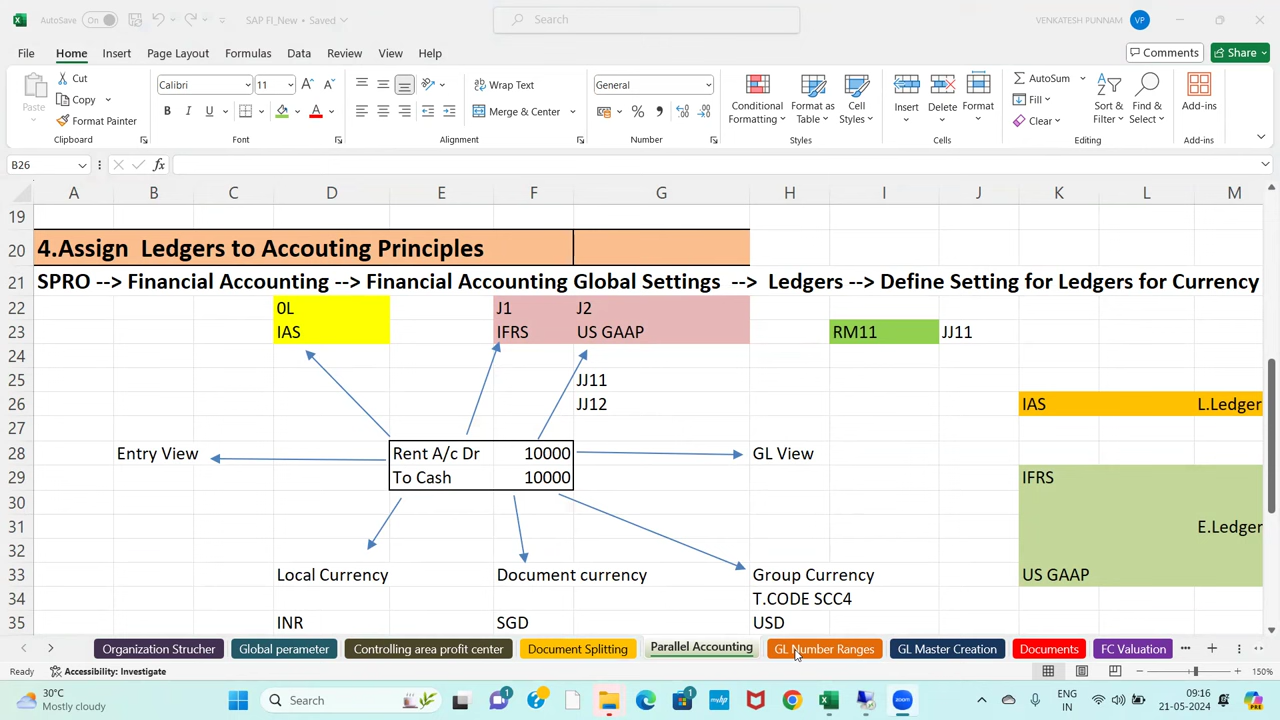 AutoSave On SAP FI_New • Saved Search VENKATESH PUNNAM VP
File Home Insert Page Layout Formulas Data Review View Help Comments Share
Paste Cut Copy Format Painter Calibri 11 Wrap Text Merge & Center General Conditional Formatting Format as Table Cell Styles Insert Delete Format AutoSum Fill Clear Sort & Filter Find & Select Add-ins
Clipboard Font Alignment Number Styles Cells Editing Add-ins
B26 fx
A B C D E F G H I J K L M
19
20 4.Assign Ledgers to Accouting Principles
21 SPRO --> Financial Accounting --> Financial Accounting Global Settings --> Ledgers --> Define Setting for Ledgers for Currency
22 0L J1 J2
23 IAS IFRS US GAAP RM11 JJ11
24
25 JJ11
26 JJ12 IAS L.Ledger
27
28 Entry View Rent A/c Dr 10000 GL View
29 To Cash 10000 IFRS
30
31 E.Ledger
32
33 Local Currency Document currency Group Currency US GAAP
34 T.CODE SCC4
35 INR SGD USD
Organization Strucher Global perameter Controlling area profit center Document Splitting Parallel Accounting GL Number Ranges GL Master Creation Documents FC Valuation
Ready Accessibility: Investigate 150%
30°C Mostly cloudy Search 1 1 ENG IN 09:16 21-05-2024 PRE